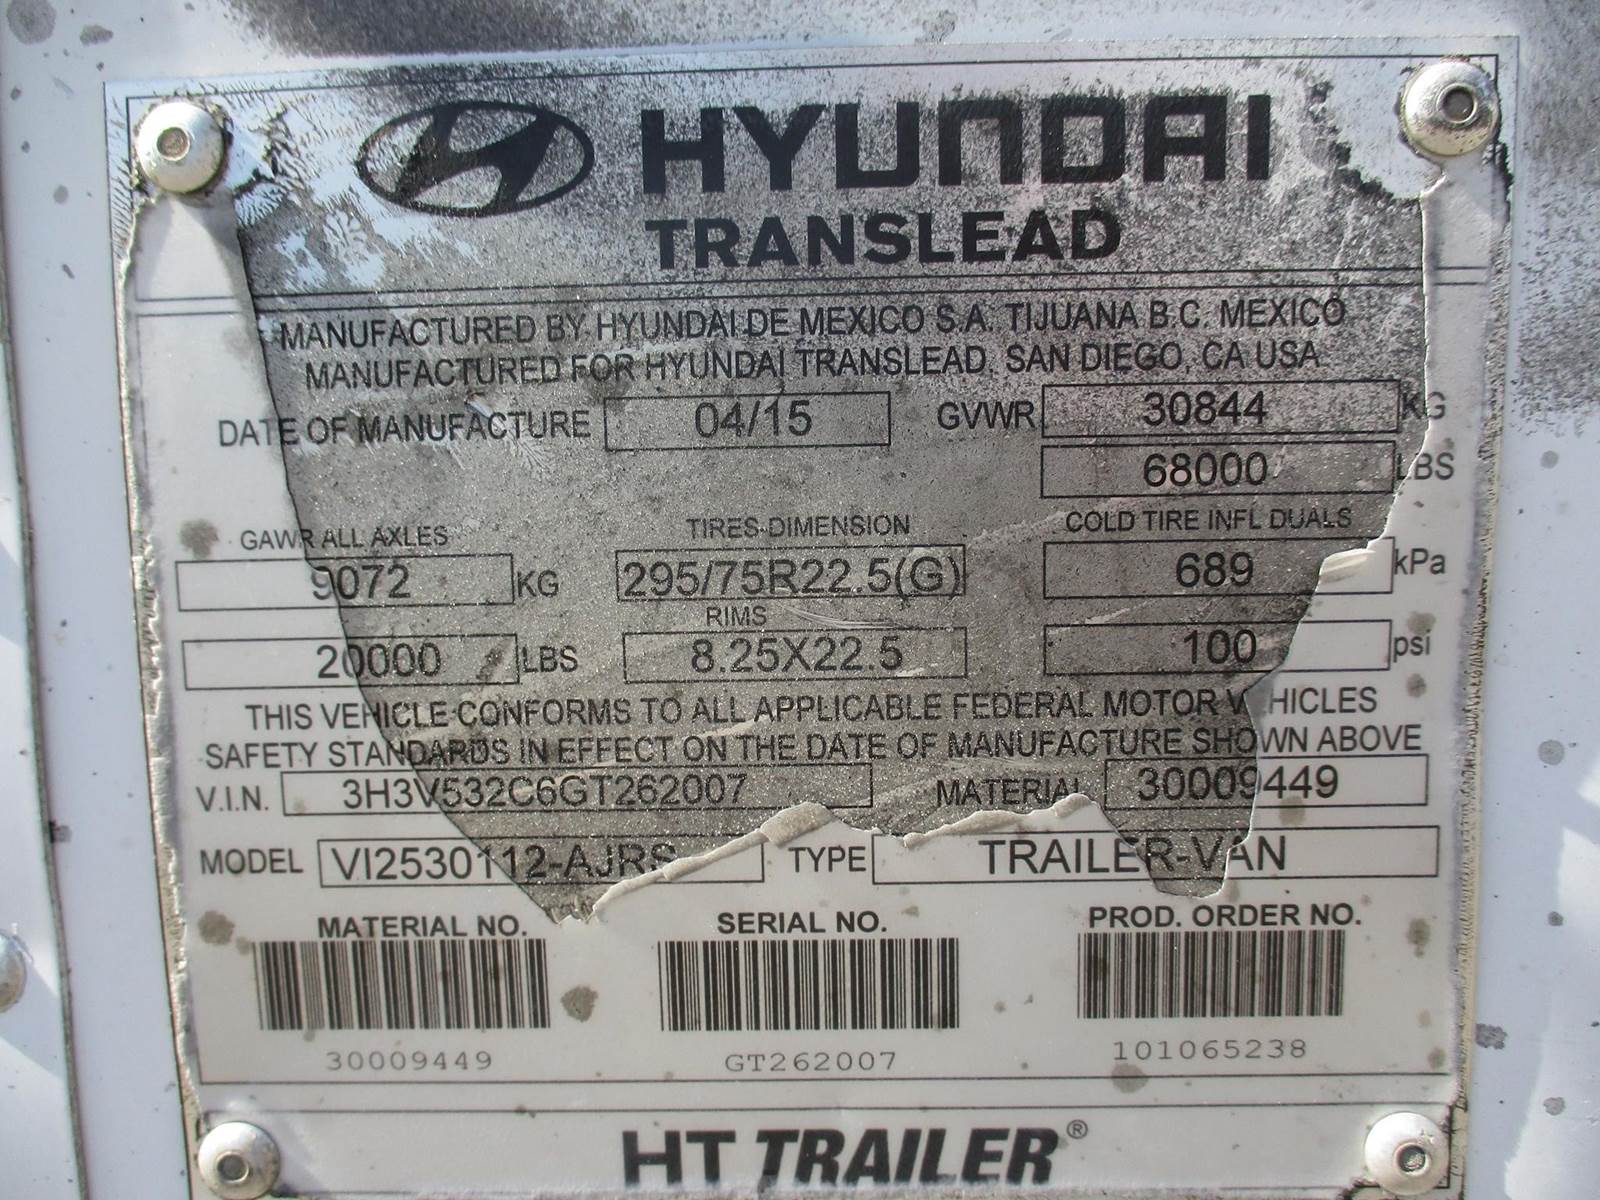 HYUNDAI
TRANSLEAD
MANUFACTURED BY HYUNDAI DE MEXICO S.A. TIJUANA B.C. MEXICO
MANUFACTURED FOR HYUNDAI TRANSLEAD. SAN DIEGO, CA USA
DATE OF MANUFACTURE 04/15 GVWR 30844 KG
68000 LBS
GAWR ALL AXLES TIRES-DIMENSION COLD TIRE INFL DUALS
9072 KG 295/75R22.5(G) 689 kPa
RIMS
20000 LBS 8.25X22.5 100 psi
THIS VEHICLE CONFORMS TO ALL APPLICABLE FEDERAL MOTOR VEHICLES
SAFETY STANDARDS IN EFFECT ON THE DATE OF MANUFACTURE SHOWN ABOVE
V.I.N. 3H3V532C6GT262007 MATERIAL 30009449
MODEL VI2530112-AJRS TYPE TRAILER-VAN
MATERIAL NO. SERIAL NO. PROD. ORDER NO.
30009449 GT262007 101065238
HT TRAILER®